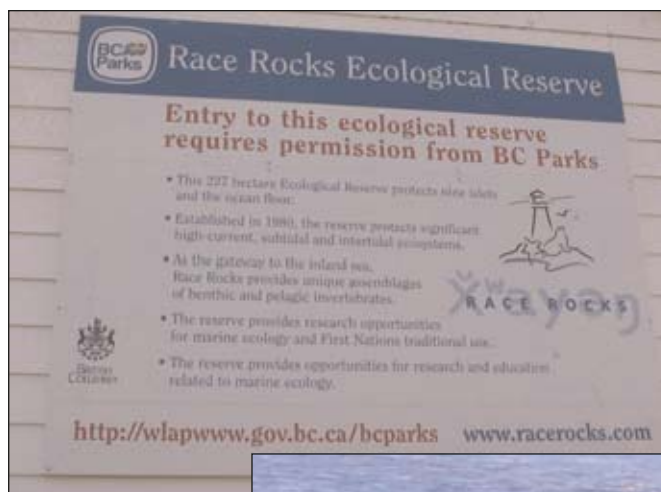 BC
Parks
Race Rocks Ecological Reserve
Entry to this ecological reserve
requires permission from BC Parks
• This 227 hectare Ecological Reserve protects nine islets
and the ocean floor.
• Established in 1980, the reserve protects significant
high-current, subtidal and intertidal ecosystems.
• At the gateway to the inland sea,
Race Rocks provides unique assemblages
of benthic and pelagic invertebrates.
• The reserve provides research opportunities
for marine ecology and First Nations traditional use.
• The reserve provides opportunities for research and education
related to marine ecology.
X̌ʷayəŋ
RACE ROCKS
BRITISH
COLUMBIA
http://wlapwww.gov.bc.ca/bcparks www.racerocks.com